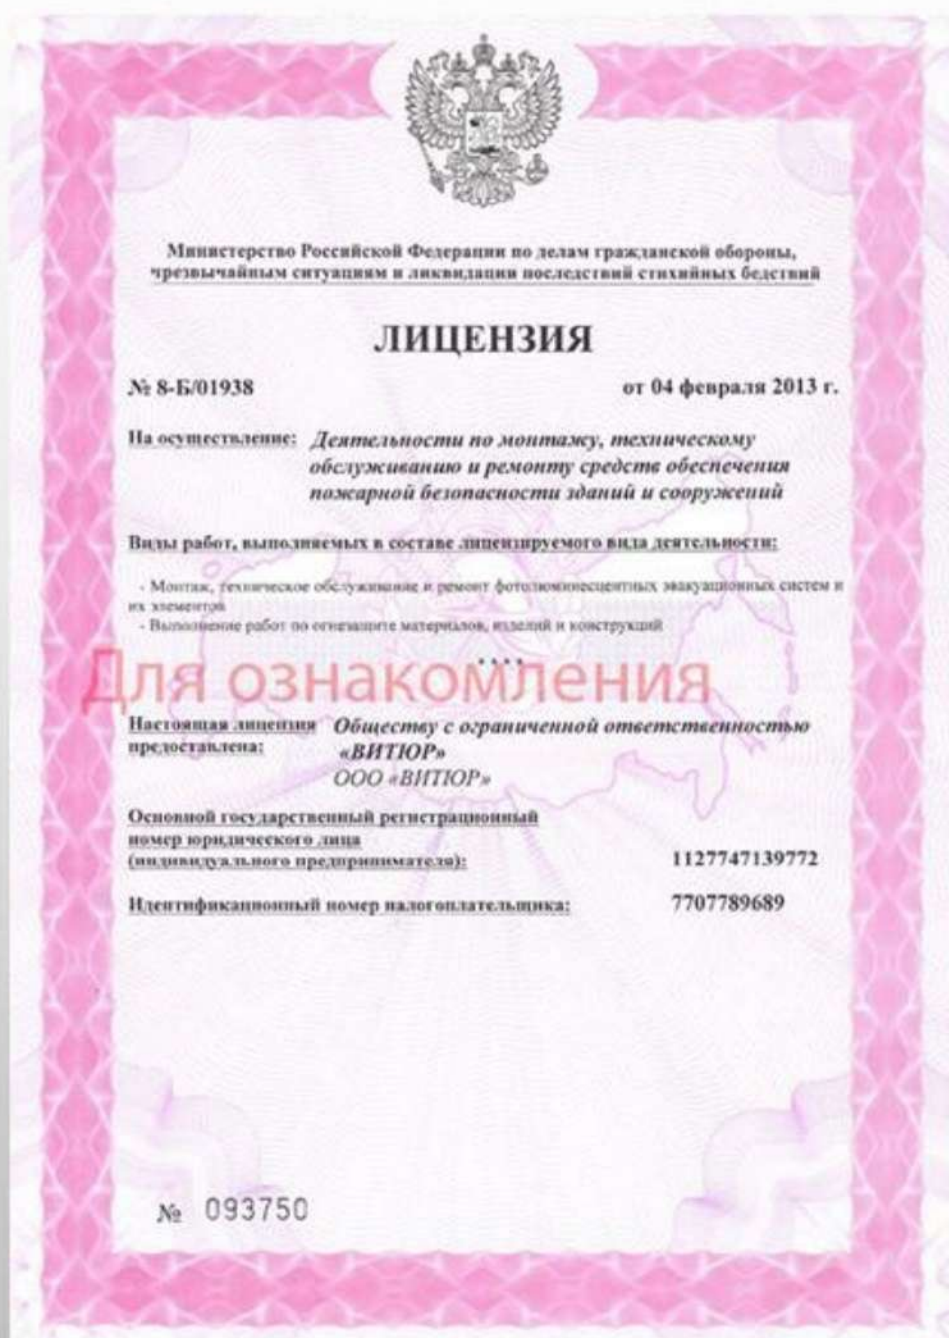 Министерство Российской Федерации по делам гражданской обороны,
чрезвычайным ситуациям и ликвидации последствий стихийных бедствий
ЛИЦЕНЗИЯ
№ 8-Б/01938 от 04 февраля 2013 г.
На осуществление: Деятельности по монтажу, техническому
обслуживанию и ремонту средств обеспечения
пожарной безопасности зданий и сооружений
Виды работ, выполняемых в составе лицензируемого вида деятельности:
- Монтаж, техническое обслуживание и ремонт фотолюминесцентных эвакуационных систем и
их элементов
- Выполнение работ по огнезащите материалов, изделий и конструкций
****
Для ознакомления
Настоящая лицензия Обществу с ограниченной ответственностью
предоставлена: «ВИТЮР»
ООО «ВИТЮР»
Основной государственный регистрационный
номер юридического лица
(индивидуального предпринимателя): 1127747139772
Идентификационный номер налогоплательщика: 7707789689
№ 093750